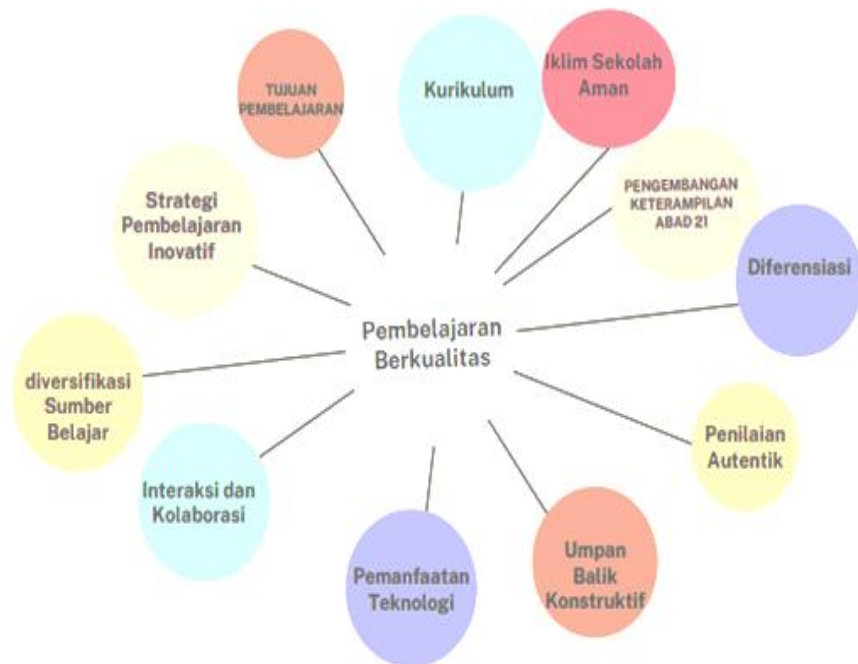 TUJUAN
PEMBELAJARAN
Kurikulum
Iklim Sekolah
Aman
PENGEMBANGAN
KETERAMPILAN
ABAD 21
Diferensiasi
Strategi
Pembelajaran
Inovatif
Pembelajaran
Berkualitas
diversifikasi
Sumber
Belajar
Penilaian
Autentik
Interaksi dan
Kolaborasi
Pemanfaatan
Teknologi
Umpan
Balik
Konstruktif